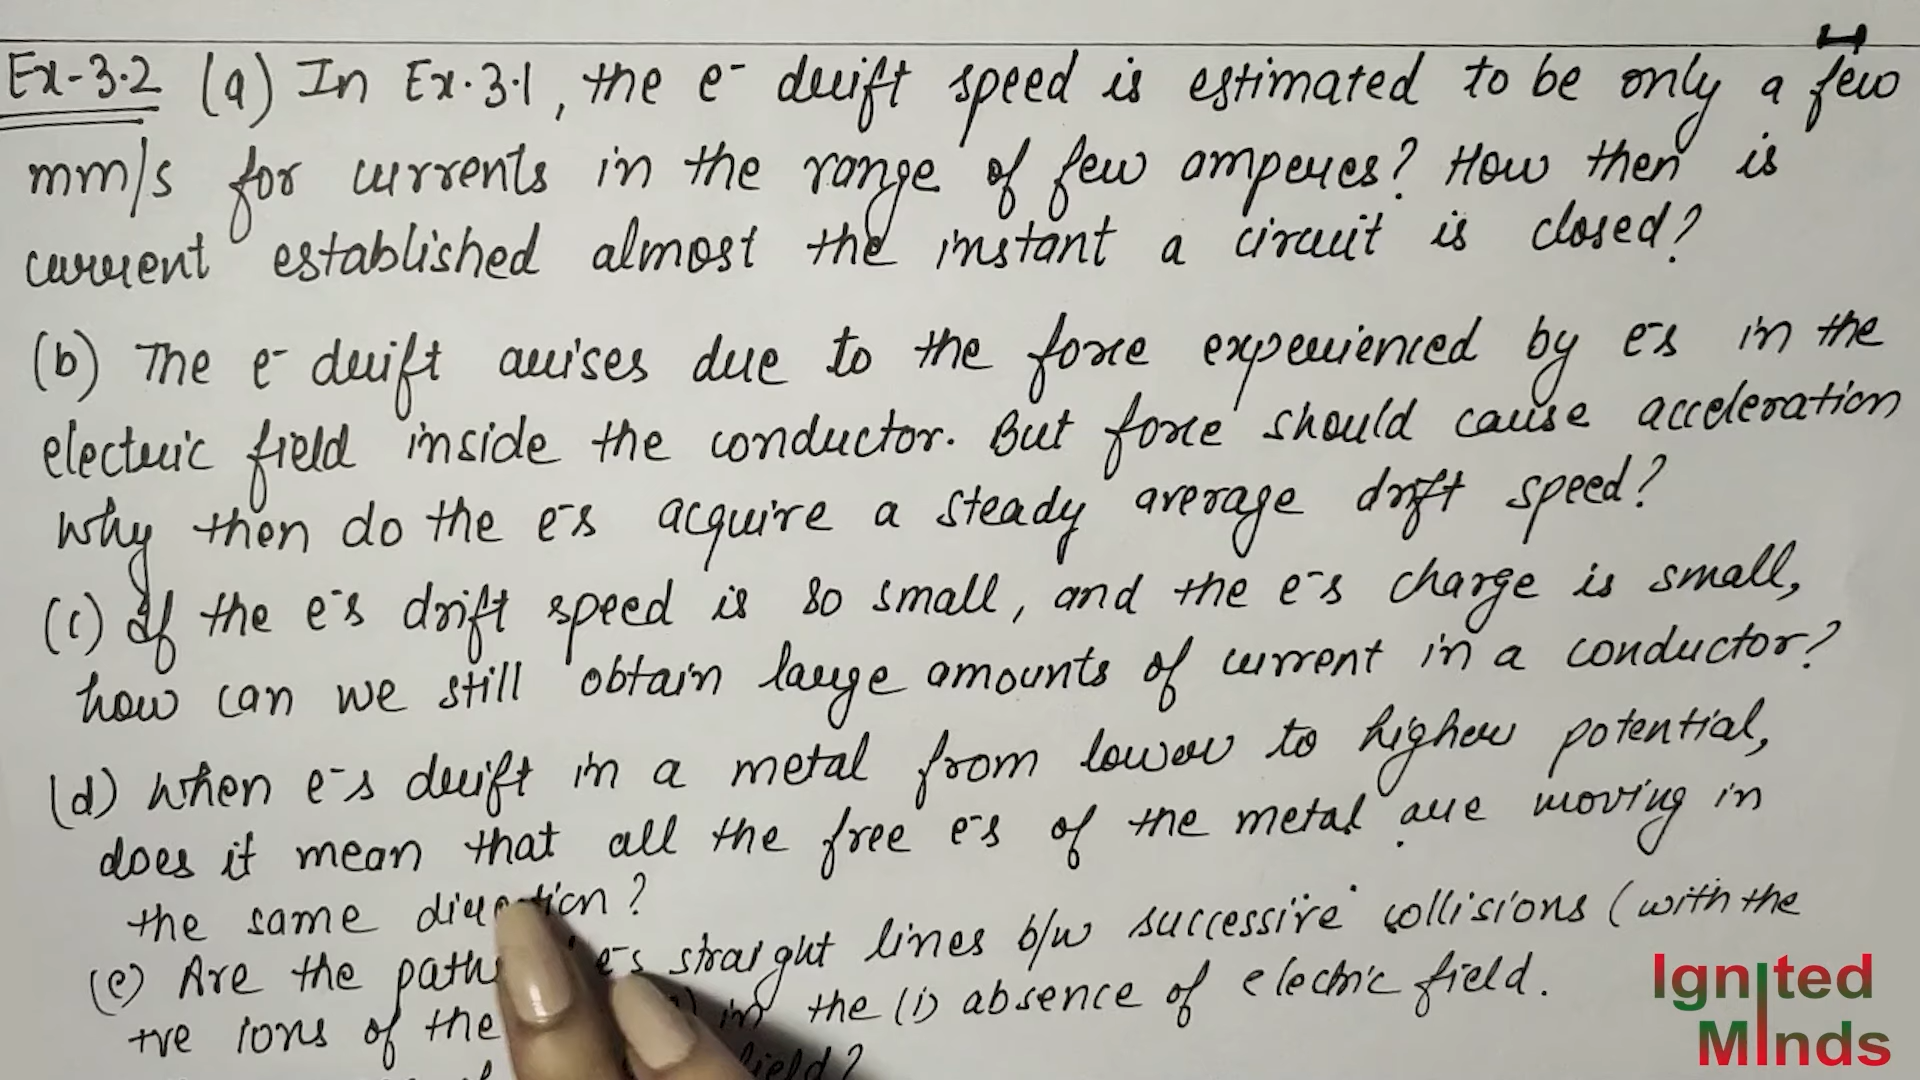 Ex-3.2 (a) In Ex.3.1, the e⁻ drift speed is estimated to be only a few
mm/s for currents in the range of few amperes? How then is
current established almost the instant a circuit is closed?
(b) The e⁻ drift arises due to the force experienced by e⁻s in the
electric field inside the conductor. But force should cause acceleration
Why then do the e⁻s acquire a steady average drift speed?
(c) If the e⁻s drift speed is so small, and the e⁻s charge is small,
how can we still obtain large amounts of current in a conductor?
(d) When e⁻s drift in a metal from lower to higher potential,
does it mean that all the free e⁻s of the metal are moving in
the same direction?
(e) Are the e⁻s straight lines b/w successive collisions (with the
+ve ions of the in the (i) absence of electric field.
field?
Ignited
Minds